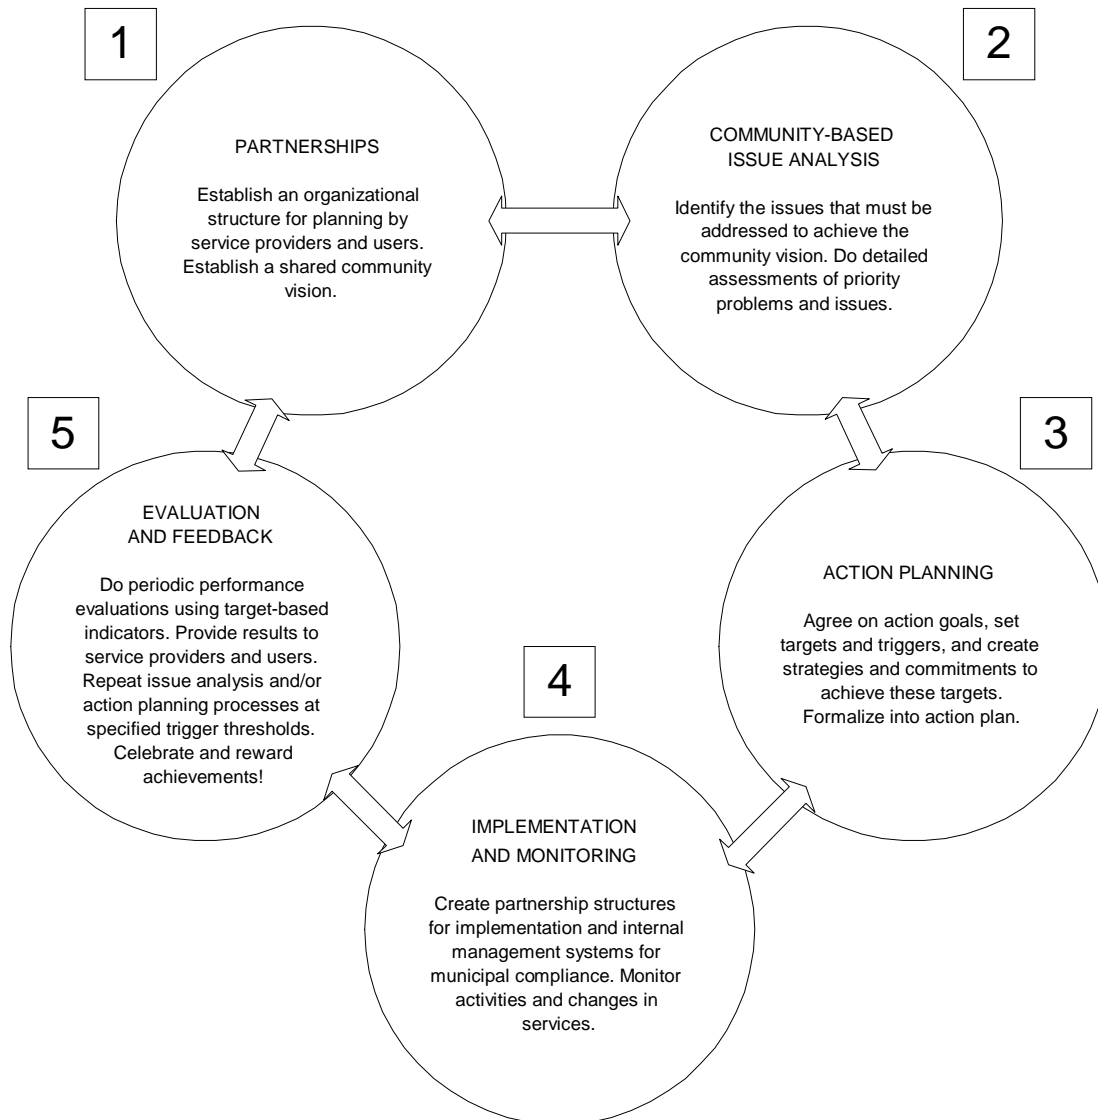 1
PARTNERSHIPS
Establish an organizational
structure for planning by
service providers and users.
Establish a shared community
vision.
2
COMMUNITY-BASED
ISSUE ANALYSIS
Identify the issues that must be
addressed to achieve the
community vision. Do detailed
assessments of priority
problems and issues.
3
ACTION PLANNING
Agree on action goals, set
targets and triggers, and create
strategies and commitments to
achieve these targets.
Formalize into action plan.
4
IMPLEMENTATION
AND MONITORING
Create partnership structures
for implementation and internal
management systems for
municipal compliance. Monitor
activities and changes in
services.
5
EVALUATION
AND FEEDBACK
Do periodic performance
evaluations using target-based
indicators. Provide results to
service providers and users.
Repeat issue analysis and/or
action planning processes at
specified trigger thresholds.
Celebrate and reward
achievements!